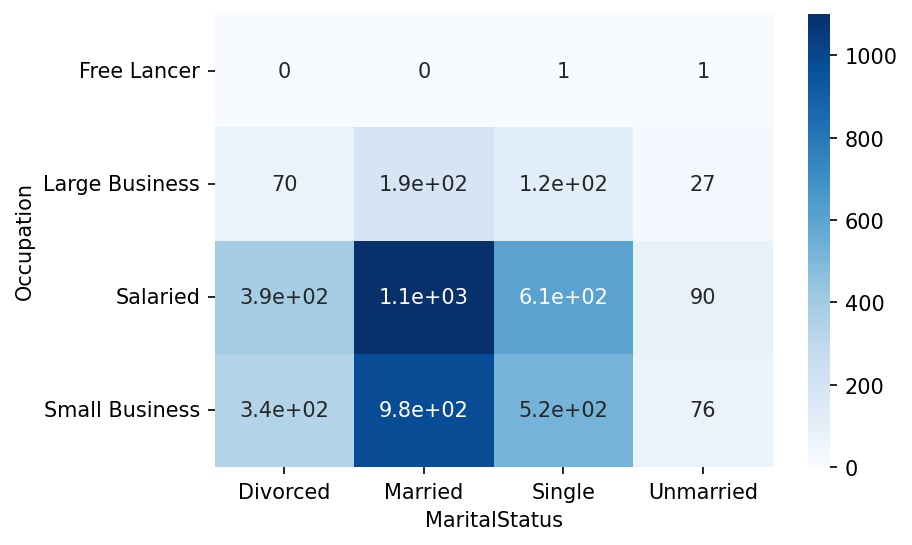 Free Lancer 0 0 1 1
Large Business 70 1.9e+02 1.2e+02 27
Salaried 3.9e+02 1.1e+03 6.1e+02 90
Small Business 3.4e+02 9.8e+02 5.2e+02 76
Divorced Married Single Unmarried
MaritalStatus
Occupation
1000
800
600
400
200
0